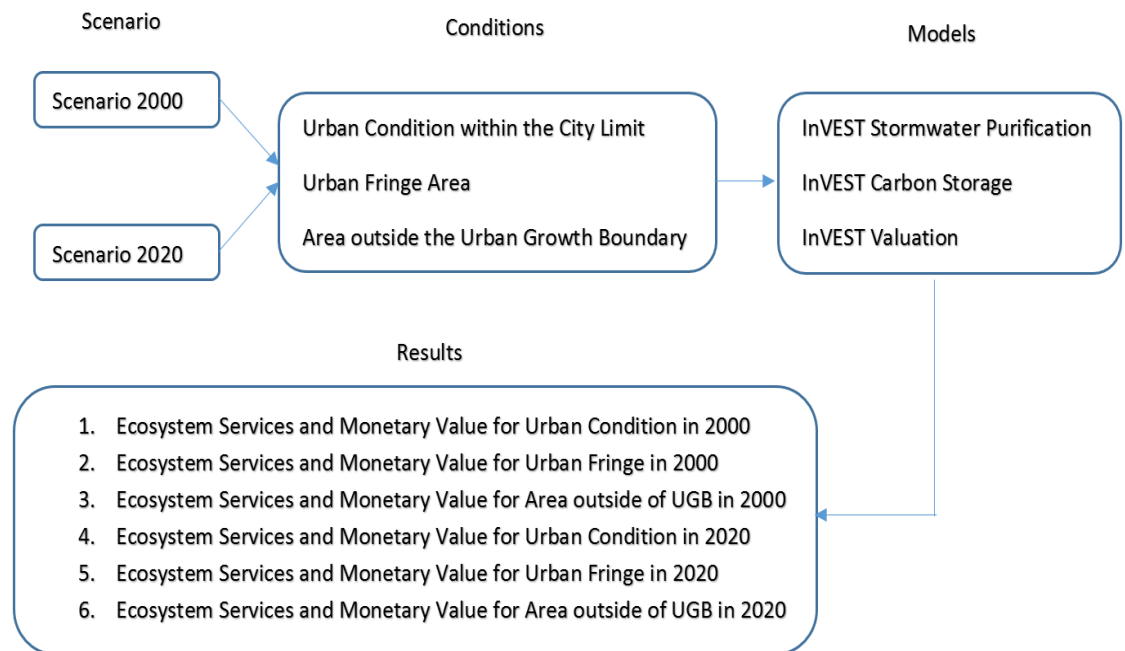 Scenario
Conditions
Models
Scenario 2000
Scenario 2020
Urban Condition within the City Limit
Urban Fringe Area
Area outside the Urban Growth Boundary
InVEST Stormwater Purification
InVEST Carbon Storage
InVEST Valuation
Results
1. Ecosystem Services and Monetary Value for Urban Condition in 2000
2. Ecosystem Services and Monetary Value for Urban Fringe in 2000
3. Ecosystem Services and Monetary Value for Area outside of UGB in 2000
4. Ecosystem Services and Monetary Value for Urban Condition in 2020
5. Ecosystem Services and Monetary Value for Urban Fringe in 2020
6. Ecosystem Services and Monetary Value for Area outside of UGB in 2020